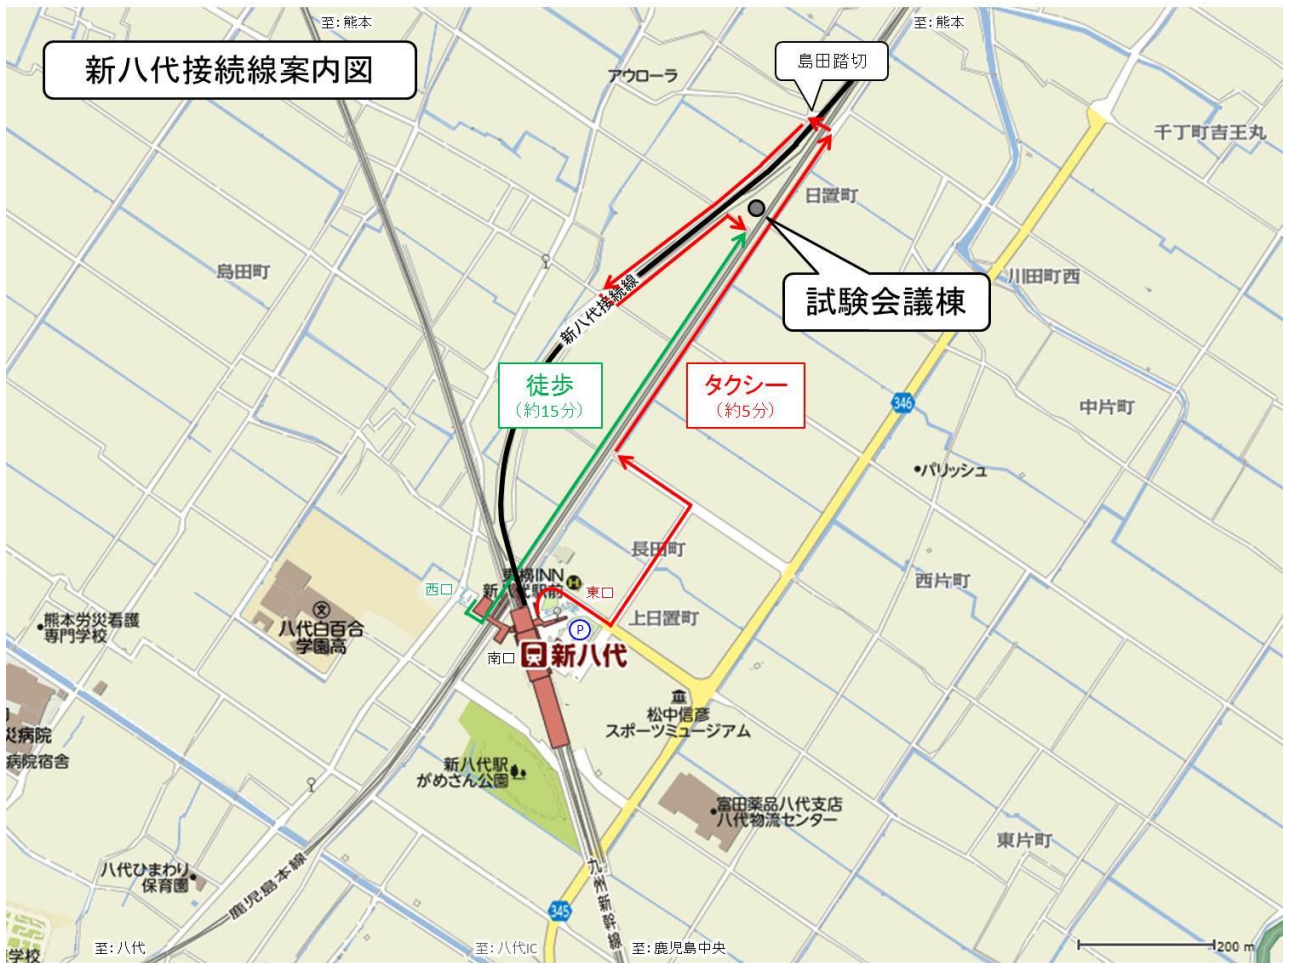 至:熊本
至:熊本
新八代接続線案内図
島田踏切
アウローラ
千丁町吉王丸
日置町
島田町
川田町西
試験会議棟
新八代接続線
徒歩
(約15分)
タクシー
(約5分)
346
中片町
パリッシュ
長田町
西片町
東横INN
新八代駅前
H
西口
東口
熊本労災看護
専門学校
文
八代白百合
学園高
上日置町
P
南口
新八代
松中信彦
スポーツミュージアム
災病院
病院宿舎
新八代駅
がめさん公園
富田薬品八代支店
八代物流センター
東片町
八代ひまわり
保育園
鹿児島本線
九州新幹線
345
学校
至:八代
至:八代IC
至:鹿児島中央
200 m